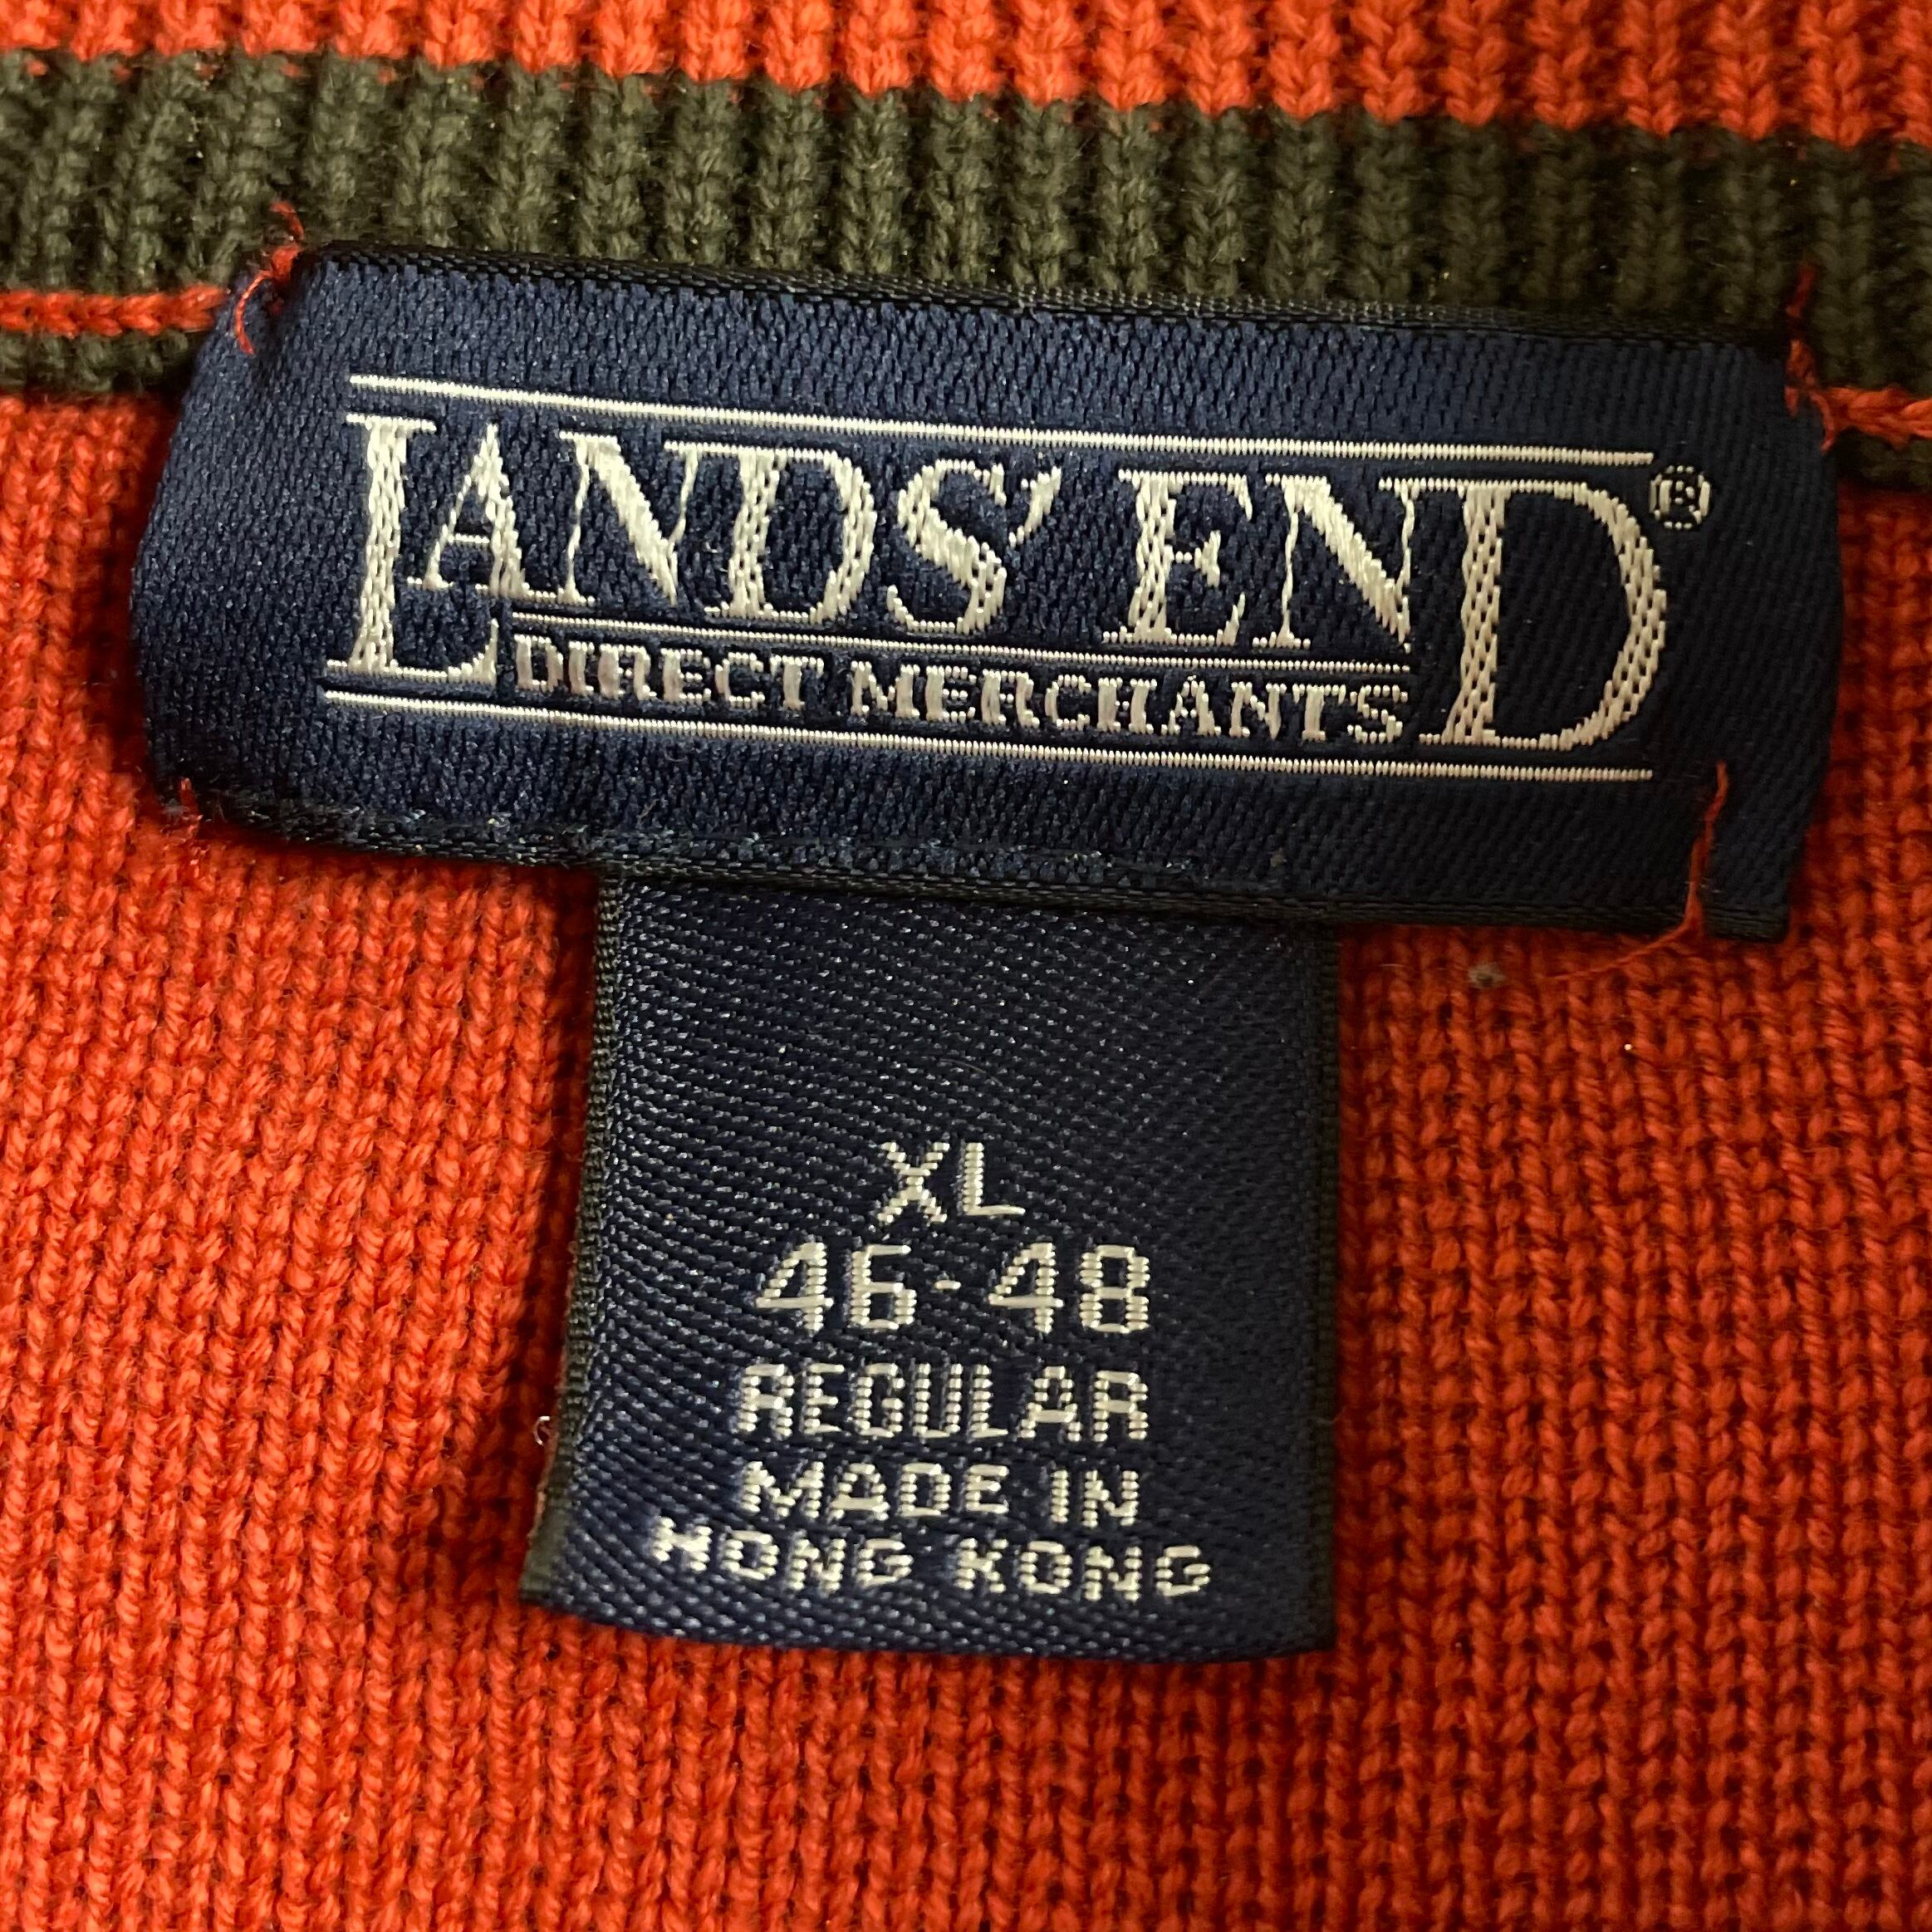 LANDS' END®
DIRECT MERCHANTS
XL
46-48
REGULAR
MADE IN
HONG KONG